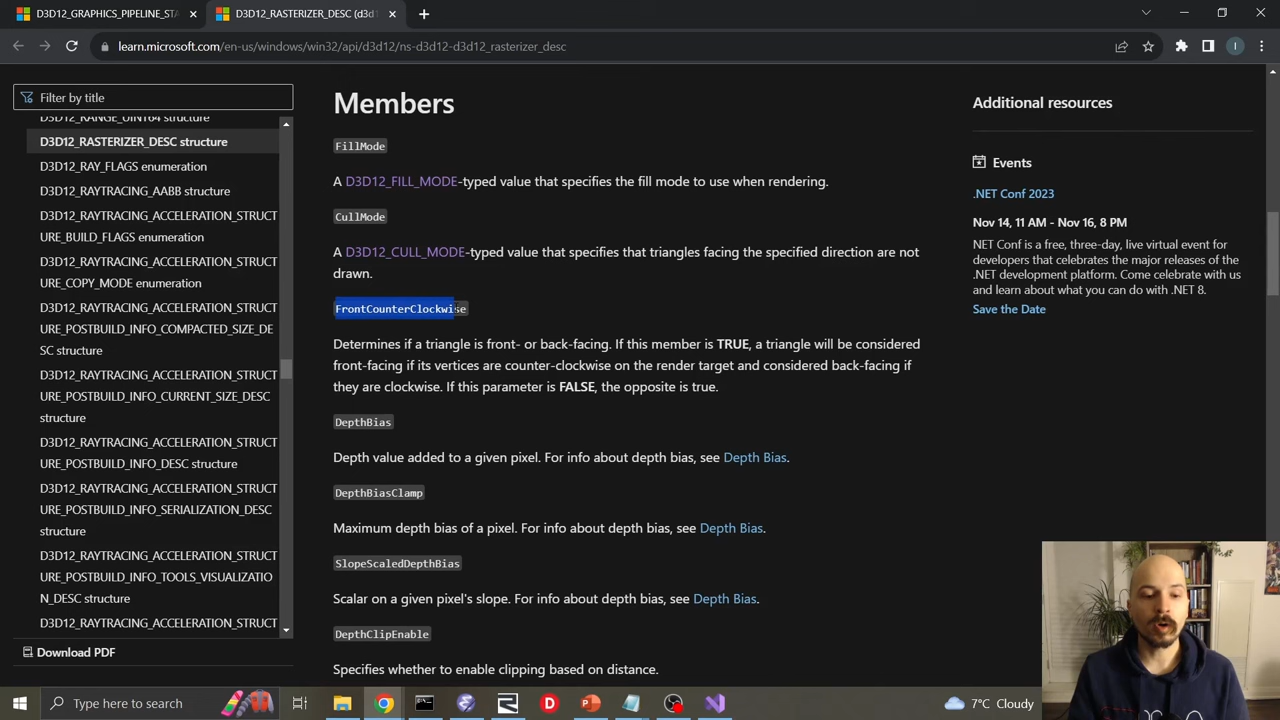 D3D12_GRAPHICS_PIPELINE_STA
D3D12_RASTERIZER_DESC (d3d1
learn.microsoft.com/en-us/windows/win32/api/d3d12/ns-d3d12-d3d12_rasterizer_desc
Filter by title
D3D12_RANGE_UINT64 structure
D3D12_RASTERIZER_DESC structure
D3D12_RAY_FLAGS enumeration
D3D12_RAYTRACING_AABB structure
D3D12_RAYTRACING_ACCELERATION_STRUCT
URE_BUILD_FLAGS enumeration
D3D12_RAYTRACING_ACCELERATION_STRUCT
URE_COPY_MODE enumeration
D3D12_RAYTRACING_ACCELERATION_STRUCT
URE_POSTBUILD_INFO_COMPACTED_SIZE_DE
SC structure
D3D12_RAYTRACING_ACCELERATION_STRUCT
URE_POSTBUILD_INFO_CURRENT_SIZE_DESC
structure
D3D12_RAYTRACING_ACCELERATION_STRUCT
URE_POSTBUILD_INFO_DESC structure
D3D12_RAYTRACING_ACCELERATION_STRUCT
URE_POSTBUILD_INFO_SERIALIZATION_DESC
structure
D3D12_RAYTRACING_ACCELERATION_STRUCT
URE_POSTBUILD_INFO_TOOLS_VISUALIZATIO
N_DESC structure
D3D12_RAYTRACING_ACCELERATION_STRUCT
Download PDF
Members
FillMode
A D3D12_FILL_MODE-typed value that specifies the fill mode to use when rendering.
CullMode
A D3D12_CULL_MODE-typed value that specifies that triangles facing the specified direction are not
drawn.
FrontCounterClockwise
Determines if a triangle is front- or back-facing. If this member is TRUE, a triangle will be considered
front-facing if its vertices are counter-clockwise on the render target and considered back-facing if
they are clockwise. If this parameter is FALSE, the opposite is true.
DepthBias
Depth value added to a given pixel. For info about depth bias, see Depth Bias.
DepthBiasClamp
Maximum depth bias of a pixel. For info about depth bias, see Depth Bias.
SlopeScaledDepthBias
Scalar on a given pixel's slope. For info about depth bias, see Depth Bias.
DepthClipEnable
Specifies whether to enable clipping based on distance.
Additional resources
Events
.NET Conf 2023
Nov 14, 11 AM - Nov 16, 8 PM
.NET Conf is a free, three-day, live virtual event for
developers that celebrates the major releases of the
.NET development platform. Come celebrate with us
and learn about what you can do with .NET 8.
Save the Date
Type here to search
7°C Cloudy